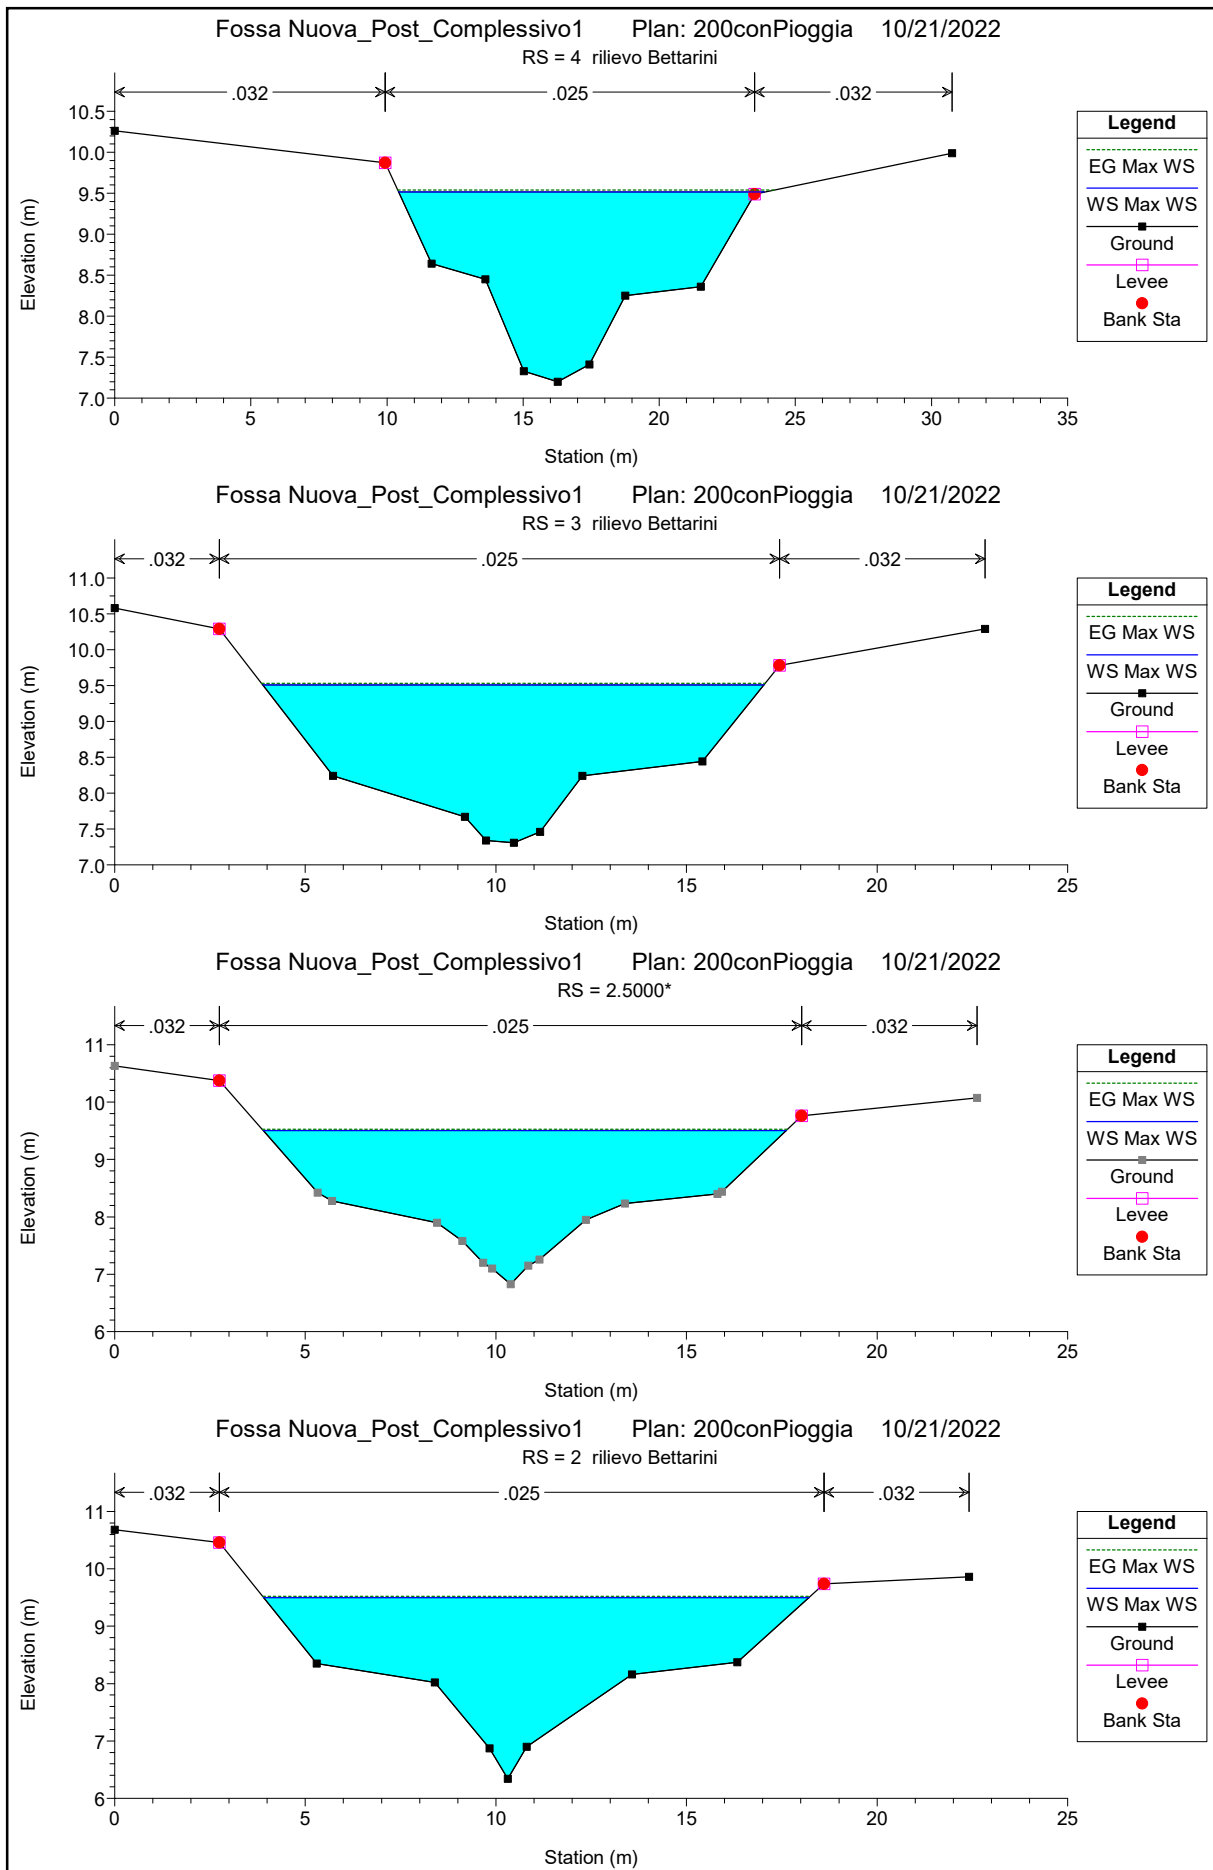 Fossa Nuova_Post_Complessivo1 Plan: 200conPioggia 10/21/2022
RS = 4 rilievo Bettarini
.032 .025 .032
Elevation (m)
10.5
10.0
9.5
9.0
8.5
8.0
7.5
7.0
0 5 10 15 20 25 30 35
Station (m)
Legend
EG Max WS
WS Max WS
Ground
Levee
Bank Sta
Fossa Nuova_Post_Complessivo1 Plan: 200conPioggia 10/21/2022
RS = 3 rilievo Bettarini
.032 .025 .032
Elevation (m)
11.0
10.5
10.0
9.5
9.0
8.5
8.0
7.5
7.0
0 5 10 15 20 25
Station (m)
Legend
EG Max WS
WS Max WS
Ground
Levee
Bank Sta
Fossa Nuova_Post_Complessivo1 Plan: 200conPioggia 10/21/2022
RS = 2.5000*
.032 .025 .032
Elevation (m)
11
10
9
8
7
6
0 5 10 15 20 25
Station (m)
Legend
EG Max WS
WS Max WS
Ground
Levee
Bank Sta
Fossa Nuova_Post_Complessivo1 Plan: 200conPioggia 10/21/2022
RS = 2 rilievo Bettarini
.032 .025 .032
Elevation (m)
11
10
9
8
7
6
0 5 10 15 20 25
Station (m)
Legend
EG Max WS
WS Max WS
Ground
Levee
Bank Sta